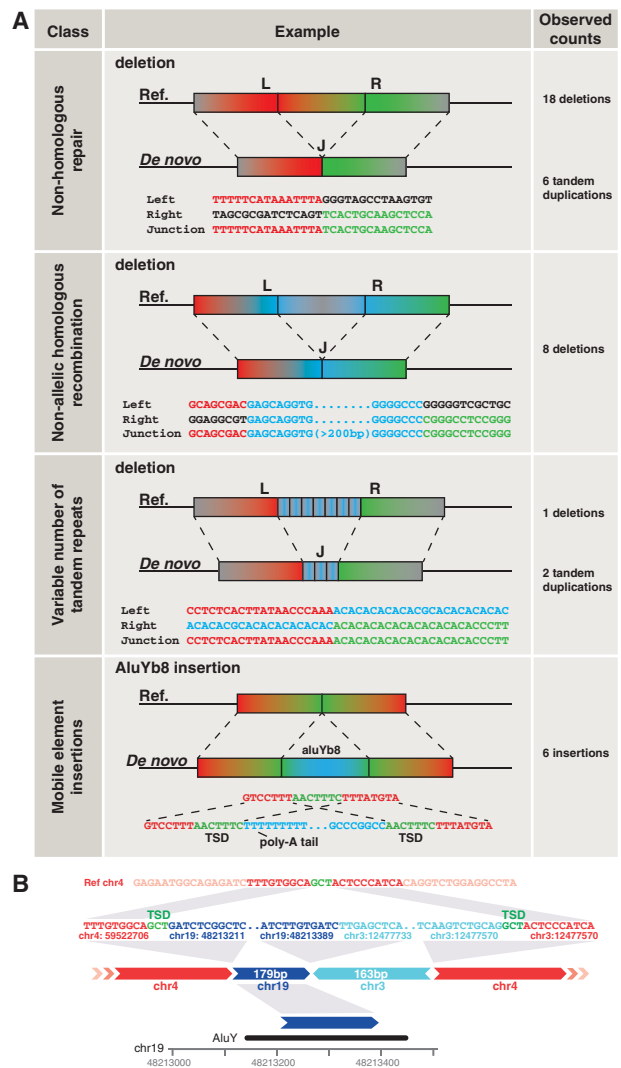 A
Class
Example
Observed
counts
Non-homologous
repair
deletion
L
R
Ref.
J
De novo
Left TTTTTCATAAATTTAGGGTAGCCTAAGTGT
Right TAGCGCGATCTCAGTTCACTGCAAGCTCCA
Junction TTTTTCATAAATTTATCACTGCAAGCTCCA
18 deletions
6 tandem
duplications
Non-allelic homologous
recombination
deletion
L
R
Ref.
J
De novo
Left GCAGCGACGAGCAGGTG........GGGGCCCGGGGGTCGCTGC
Right GGAGGCGTGAGCAGGTG........GGGGCCCCGGGCCTCCGGG
Junction GCAGCGACGAGCAGGTG(>200bp)GGGGCCCCGGGCCTCCGGG
8 deletions
Variable number of
tandem repeats
deletion
L
R
Ref.
J
De novo
Left CCTCTCACTTATAACCCAAAACACACACACACGCACACACACAC
Right ACACACGCACACACACACACACACACACACACACACACACCCTT
Junction CCTCTCACTTATAACCCAAAACACACACACACACACACACCCTT
1 deletions
2 tandem
duplications
Mobile element
insertions
AluYb8 insertion
Ref.
aluYb8
De novo
GTCCTTTAACTTTCTTTATGTA
GTCCTTTAACTTTCTTTTTTTTT...GCCCGGCCAACTTTCTTTATGTA
TSD
poly-A tail
TSD
6 insertions
B
Ref chr4 GAGAATGGCAGAGATCTTTGTGGCAGCTACTCCCATCACAGGTCTGGAGGCCTA
TSD
TSD
TTTGTGGCAGCTGATCTCGGCTC..ATCTTGTGATCTTGAGCTCA..TCAAGTCTGCAGGCTACTCCCATCA
chr4: 59522706 chr19: 48213211 chr19:48213389 chr3:12477733 chr3:12477570 chr3:12477570
179bp
163bp
chr4
chr19
chr3
chr4
AluY
chr19
48213000
48213200
48213400